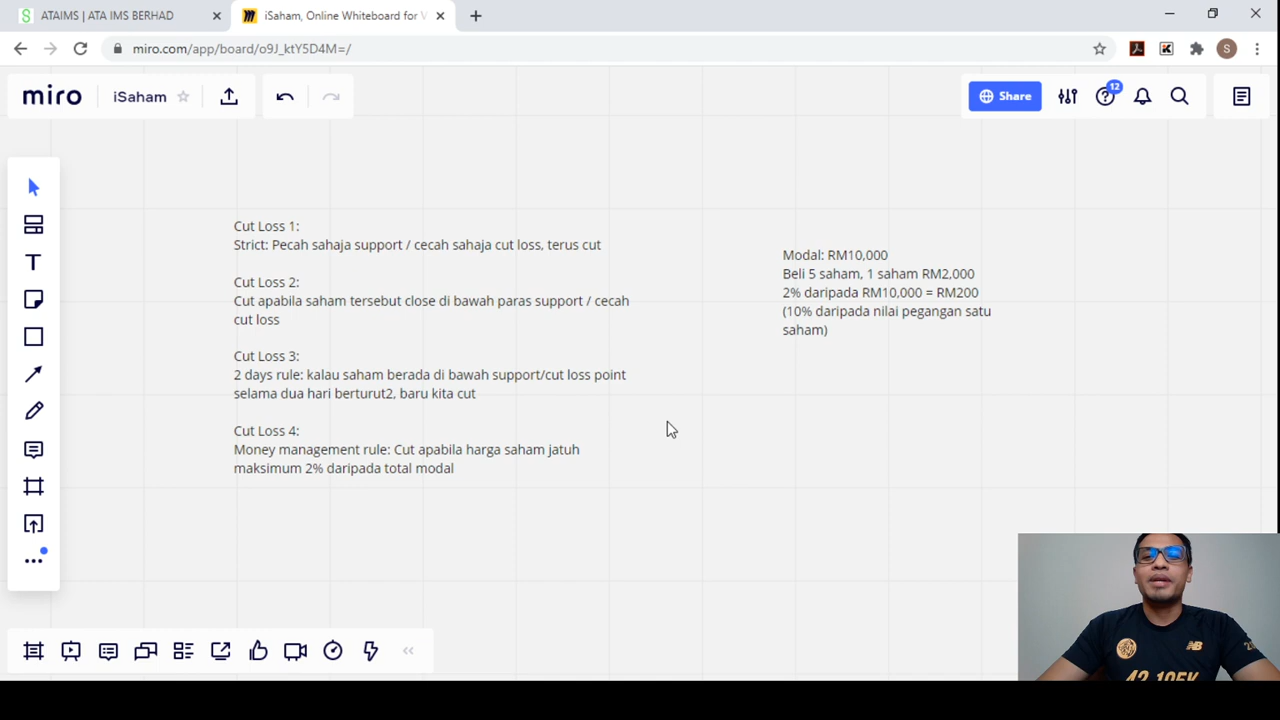 ATAIMS | ATA IMS BERHAD
iSaham, Online Whiteboard for
miro.com/app/board/o9J_ktY5D4M=/
S
miro
iSaham
Share
12
Cut Loss 1:
Strict: Pecah sahaja support / cecah sahaja cut loss, terus cut
Cut Loss 2:
Cut apabila saham tersebut close di bawah paras support / cecah
cut loss
Cut Loss 3:
2 days rule: kalau saham berada di bawah support/cut loss point
selama dua hari berturut2, baru kita cut
Cut Loss 4:
Money management rule: Cut apabila harga saham jatuh
maksimum 2% daripada total modal
Modal: RM10,000
Beli 5 saham, 1 saham RM2,000
2% daripada RM10,000 = RM200
(10% daripada nilai pegangan satu
saham)
NB
42.195K